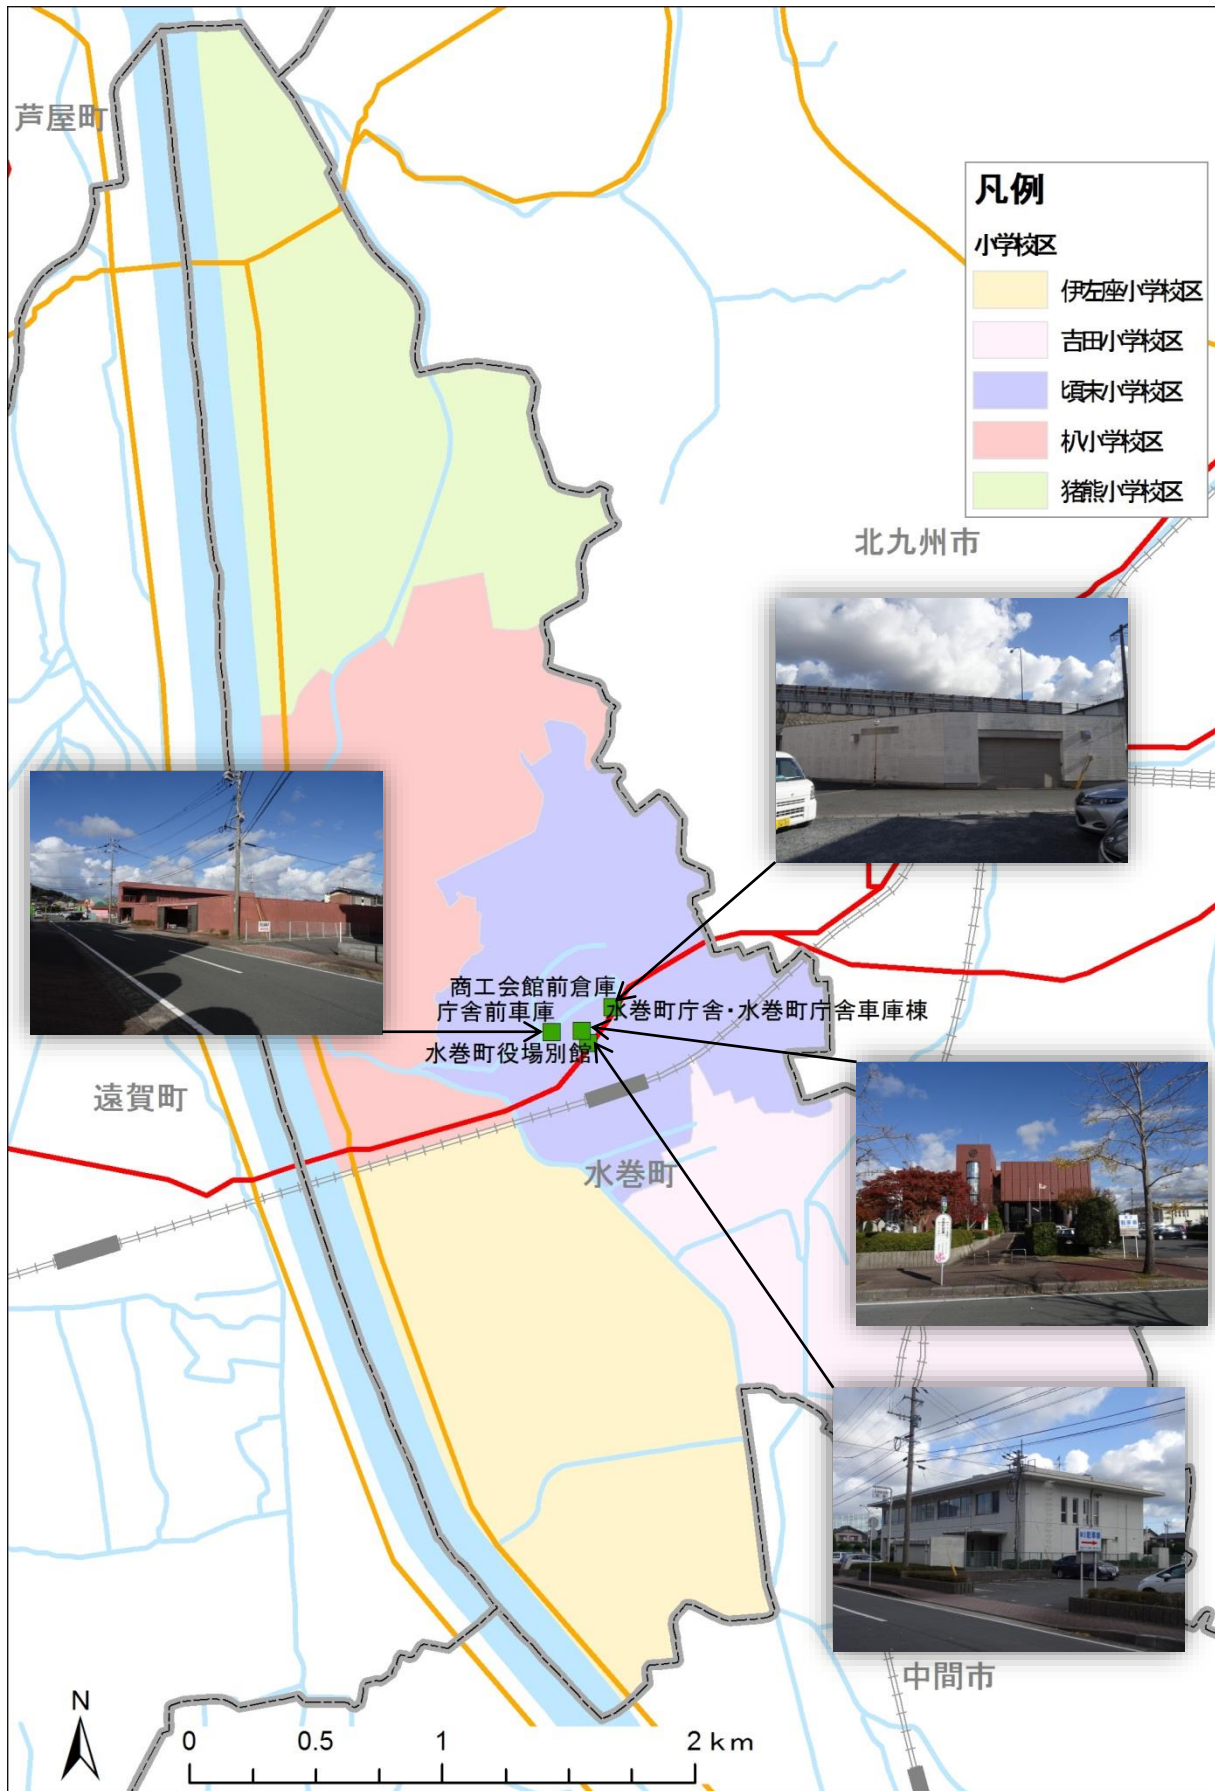 芦屋町
凡例
小学校区
伊左座小学校区
吉田小学校区
頃末小学校区
朳小学校区
猪熊小学校区
北九州市
商工会館前倉庫
庁舎前車庫
水巻町庁舎・水巻町庁舎車庫棟
水巻町役場別館
遠賀町
水巻町
中間市
N
0 0.5 1 2 km